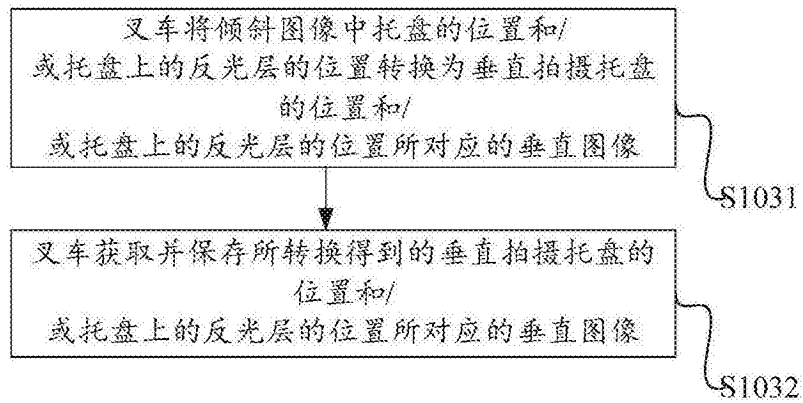 叉车将倾斜图像中托盘的位置和/
或托盘上的反光层的位置转换为垂直拍摄托盘
的位置和/
或托盘上的反光层的位置所对应的垂直图像
S1031
叉车获取并保存所转换得到的垂直拍摄托盘的
位置和/
或托盘上的反光层的位置所对应的垂直图像
S1032